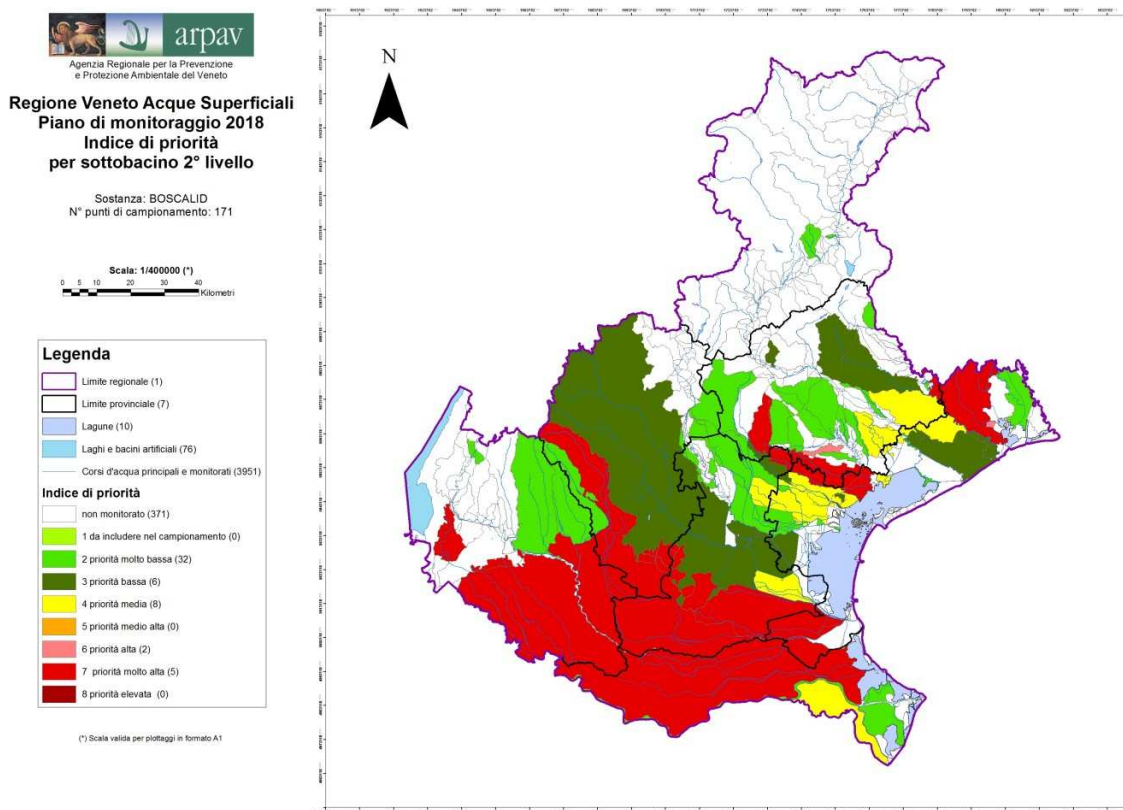 arpav
Agenzia Regionale per la Prevenzione
e Protezione Ambientale del Veneto
Regione Veneto Acque Superficiali
Piano di monitoraggio 2018
Indice di priorità
per sottobacino 2° livello
Sostanza: BOSCALID
N° punti di campionamento: 171
Scala: 1/400000 (*)
0 5 10 20 30 40
Kilometri
N
Legenda
Limite regionale (1)
Limite provinciale (7)
Lagune (10)
Laghi e bacini artificiali (76)
Corsi d'acqua principali e monitorati (3951)
Indice di priorità
non monitorato (371)
1 da includere nel campionamento (0)
2 priorità molto bassa (32)
3 priorità bassa (6)
4 priorità media (8)
5 priorità medio alta (0)
6 priorità alta (2)
7 priorità molto alta (5)
8 priorità elevata (0)
(*) Scala valida per plottaggi in formato A1